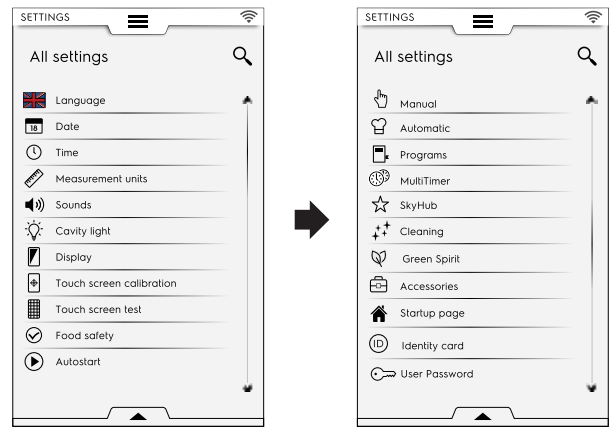 SETTINGS
All settings
Language
18 Date
Time
Measurement units
Sounds
Cavity light
Display
Touch screen calibration
Touch screen test
Food safety
Autostart
SETTINGS
All settings
Manual
Automatic
Programs
MultiTimer
SkyHub
Cleaning
Green Spirit
Accessories
Startup page
ID Identity card
User Password